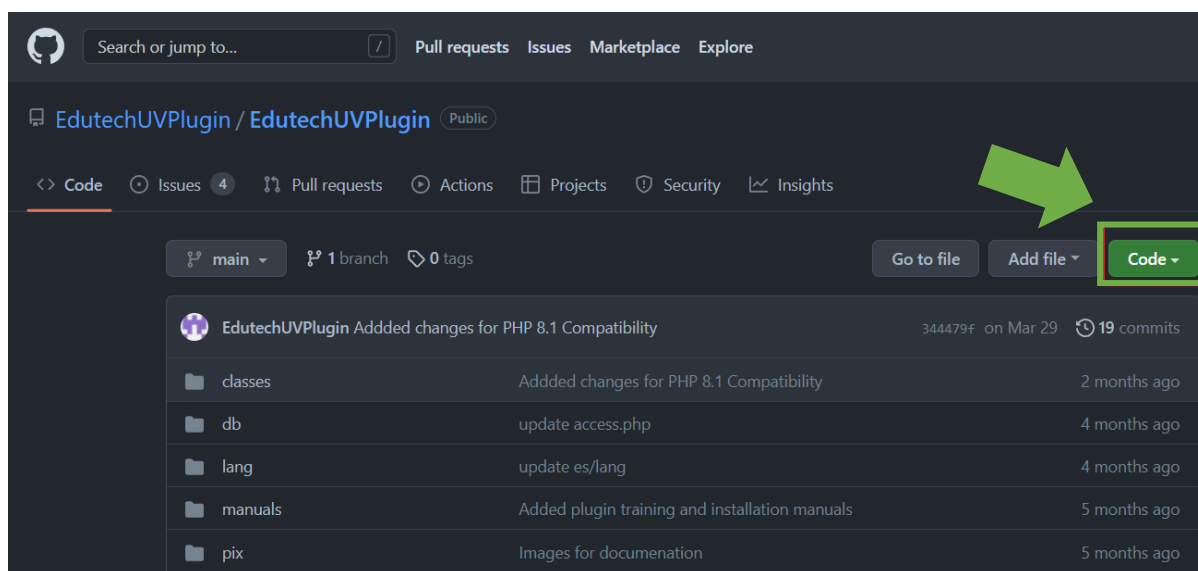 Search or jump to... / Pull requests Issues Marketplace Explore
EdutechUVPlugin / EdutechUVPlugin Public
<> Code Issues 4 Pull requests Actions Projects Security Insights
main 1 branch 0 tags Go to file Add file Code
EdutechUVPlugin Addded changes for PHP 8.1 Compatibility 344479f on Mar 29 19 commits
classes Addded changes for PHP 8.1 Compatibility 2 months ago
db update access.php 4 months ago
lang update es/lang 4 months ago
manuals Added plugin training and installation manuals 5 months ago
pix Images for documenation 5 months ago